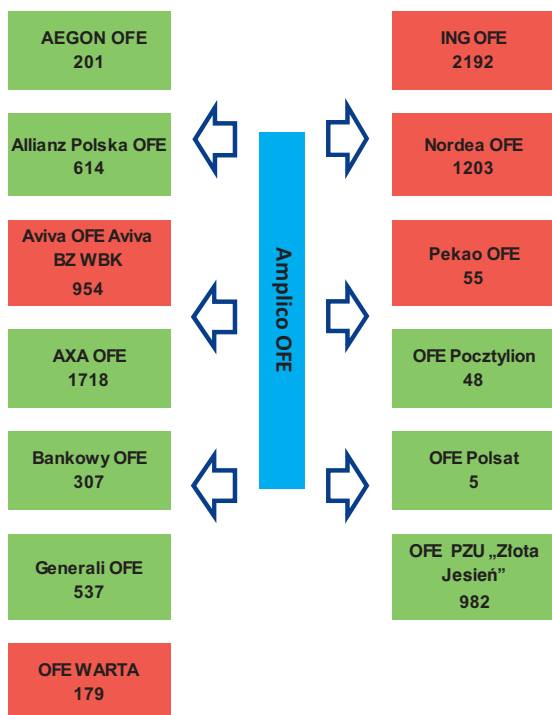 AEGON OFE
201
Allianz Polska OFE
614
Aviva OFE Aviva
BZ WBK
954
AXA OFE
1718
Bankowy OFE
307
Generali OFE
537
OFE WARTA
179
Amplico OFE
ING OFE
2192
Nordea OFE
1203
Pekao OFE
55
OFE Pocztylion
48
OFE Polsat
5
OFE PZU „Złota
Jesień”
982